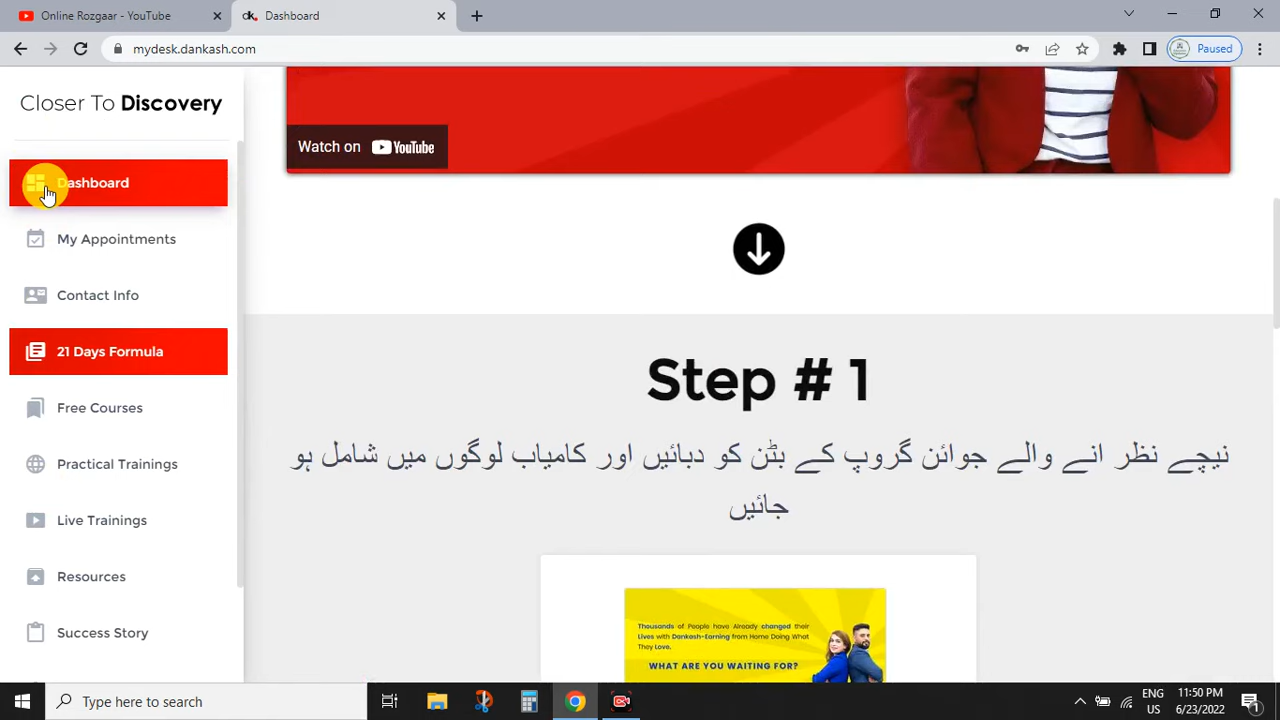 Online Rozgaar - YouTube
Dashboard
mydesk.dankash.com
Paused
Closer To Discovery
Dashboard
My Appointments
Contact Info
21 Days Formula
Free Courses
Practical Trainings
Live Trainings
Resources
Success Story
Watch on YouTube
Step # 1
نیچے نظر انے والے جوائن گروپ کے بٹن کو دبائیں اور کامیاب لوگوں میں شامل ہو
جائیں
Thousands of People have Already changed their
Lives with Dankash-Earning from Home Doing What
They Love.
WHAT ARE YOU WAITING FOR?
Type here to search
ENG
US
11:50 PM
6/23/2022